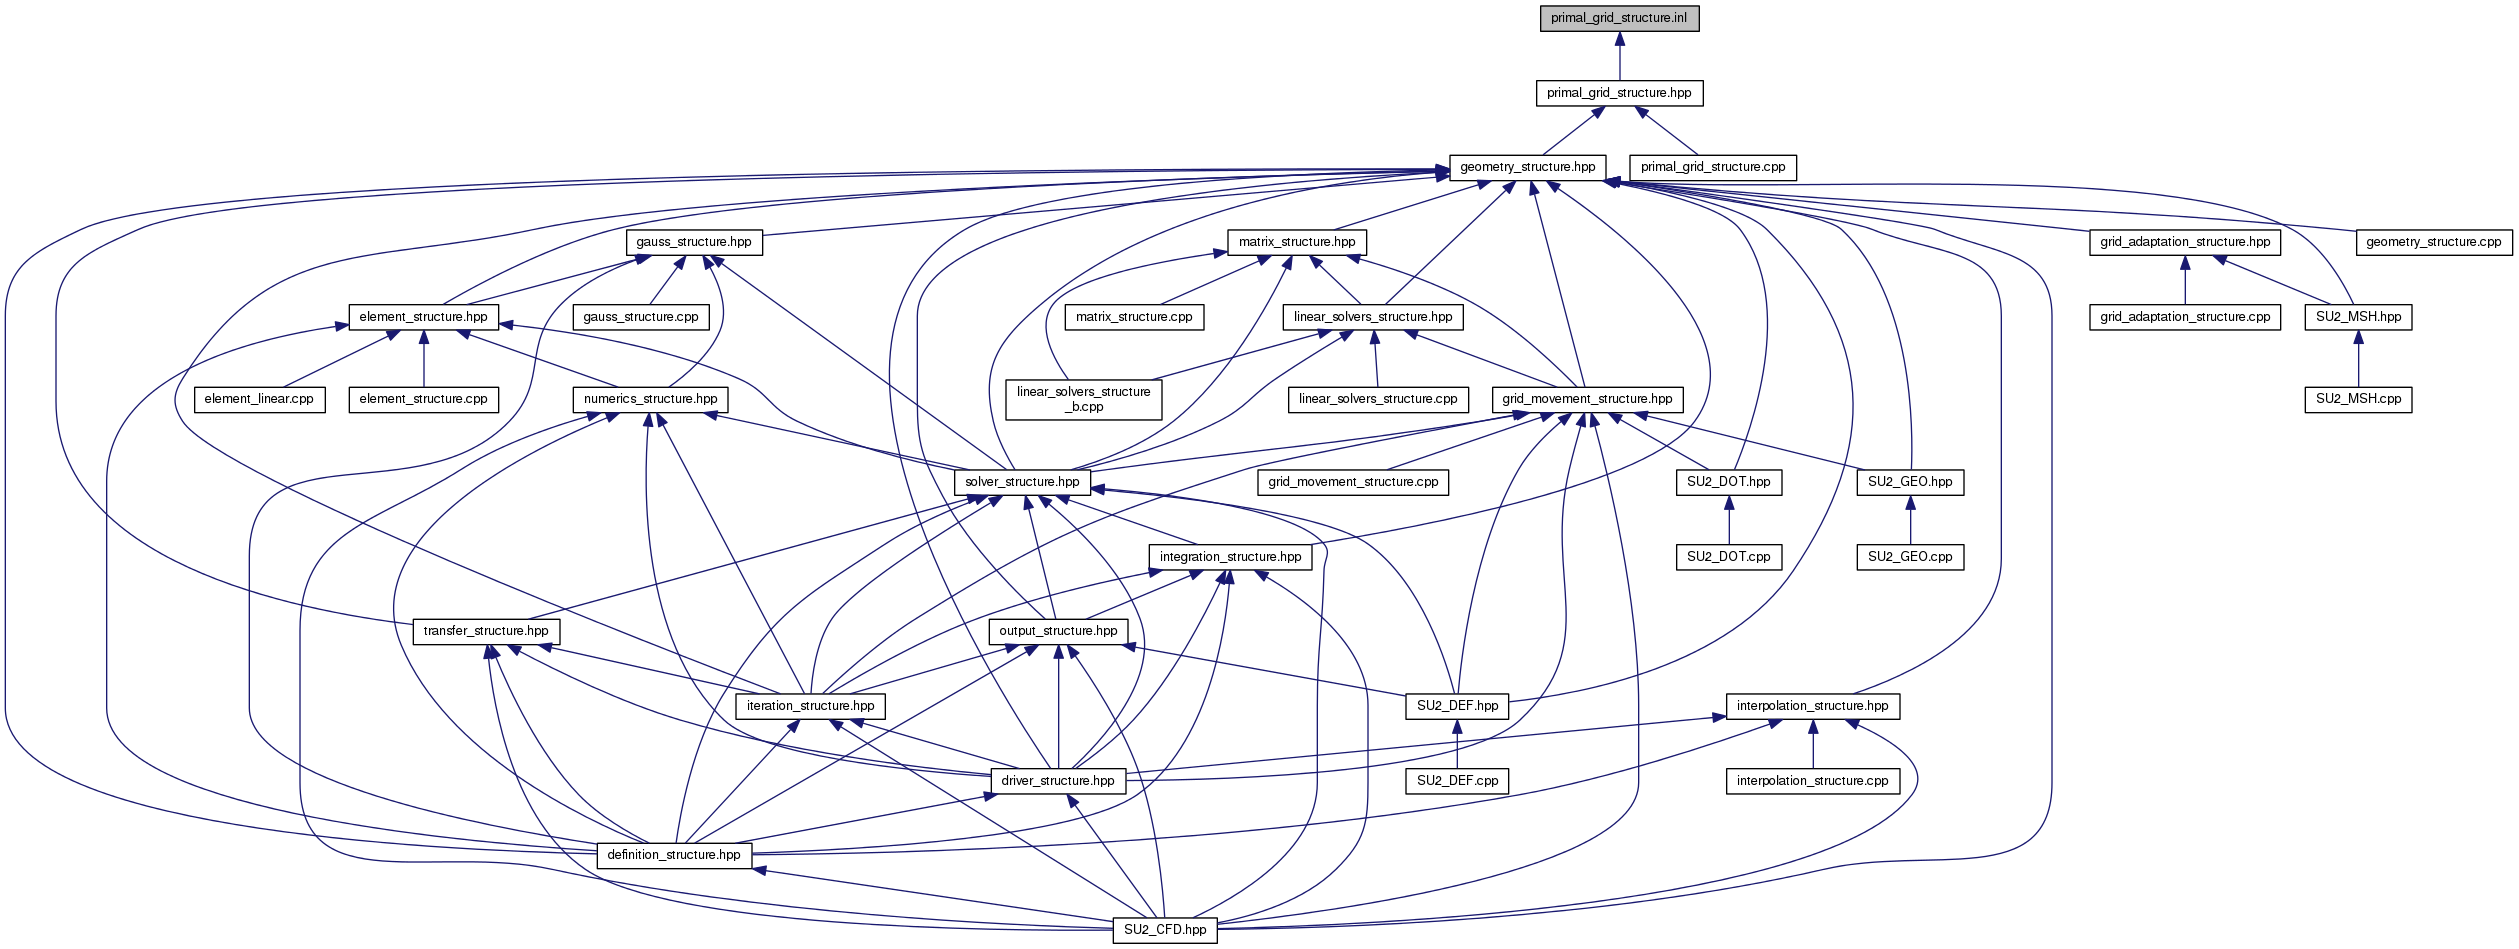 primal_grid_structure.inl
primal_grid_structure.hpp
geometry_structure.hpp
primal_grid_structure.cpp
gauss_structure.hpp
matrix_structure.hpp
grid_adaptation_structure.hpp
geometry_structure.cpp
element_structure.hpp
gauss_structure.cpp
matrix_structure.cpp
linear_solvers_structure.hpp
grid_adaptation_structure.cpp
SU2_MSH.hpp
element_linear.cpp
element_structure.cpp
numerics_structure.hpp
linear_solvers_structure
_b.cpp
linear_solvers_structure.cpp
grid_movement_structure.hpp
SU2_MSH.cpp
solver_structure.hpp
grid_movement_structure.cpp
SU2_DOT.hpp
SU2_GEO.hpp
integration_structure.hpp
SU2_DOT.cpp
SU2_GEO.cpp
transfer_structure.hpp
output_structure.hpp
iteration_structure.hpp
SU2_DEF.hpp
interpolation_structure.hpp
driver_structure.hpp
SU2_DEF.cpp
interpolation_structure.cpp
definition_structure.hpp
SU2_CFD.hpp